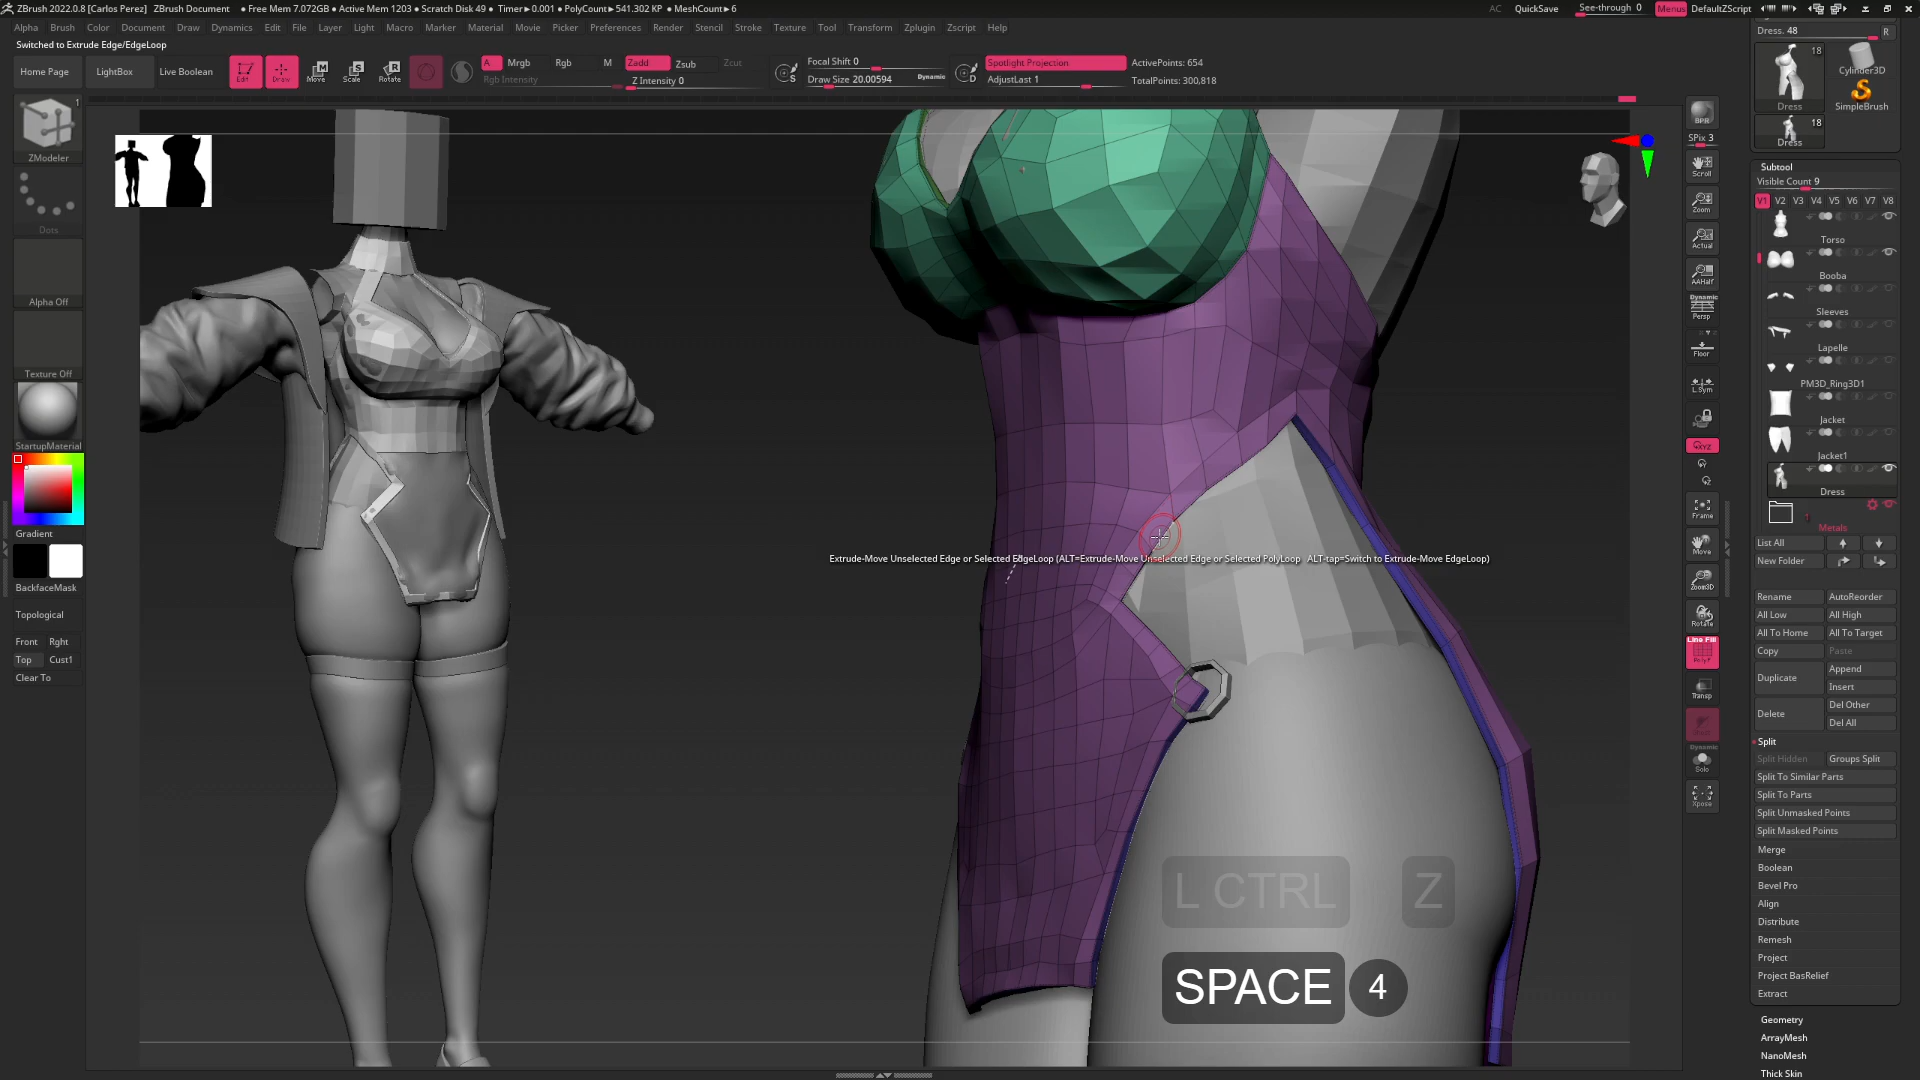 ZBrush 2022.0.8 [Carlos Perez] ZBrush Document • Free Mem 7.072GB • Active Mem 1203 • Scratch Disk 49 • Timer▸0.001 • PolyCount▸541.302 KP • MeshCount▸6 AC QuickSave See-through 0 Menus DefaultZScript
Alpha Brush Color Document Draw Dynamics Edit File Layer Light Macro Marker Material Movie Picker Preferences Render Stencil Stroke Texture Tool Transform Zplugin Zscript Help
Switched to Extrude Edge/EdgeLoop
Home Page LightBox Live Boolean Edit Draw Move Scale Rotate
A Mrgb Rgb M Zadd Zsub Zcut
Rgb Intensity Z Intensity 0
Focal Shift 0
Draw Size 20.00594 Dynamic
Spotlight Projection ActivePoints: 654
AdjustLast 1 TotalPoints: 300,818
1
ZModeler
Dots
Alpha Off
Texture Off
StartupMaterial
Gradient
BackfaceMask
Topological
Front Rght
Top Cust1
Clear To
Extrude-Move Unselected Edge or Selected EdgeLoop (ALT=Extrude-Move Unselected Edge or Selected PolyLoop ALT-tap=Switch to Extrude-Move EdgeLoop)
L CTRL Z
SPACE 4
BPR
SPix 3
Scroll
Zoom
Actual
AAHalf
Dynamic
Persp
Floor
L.Sym
Frame
Move
Zoom3D
Rotate
Line Fill
PolyF
Transp
Dynamic
Solo
Xpose
Dress. 48 R
18
Dress
Cylinder3D
SimpleBrush
18
Dress
Subtool
Visible Count 9
V1 V2 V3 V4 V5 V6 V7 V8
Torso
Booba
Sleeves
Lapelle
PM3D_Ring3D1
Jacket
Jacket1
Dress
1
Metals
List All
New Folder
Rename AutoReorder
All Low All High
All To Home All To Target
Copy Paste
Duplicate Append
Insert
Delete Del Other
Del All
Split
Split Hidden Groups Split
Split To Similar Parts
Split To Parts
Split Unmasked Points
Split Masked Points
Merge
Boolean
Bevel Pro
Align
Distribute
Remesh
Project
Project BasRelief
Extract
Geometry
ArrayMesh
NanoMesh
Thick Skin